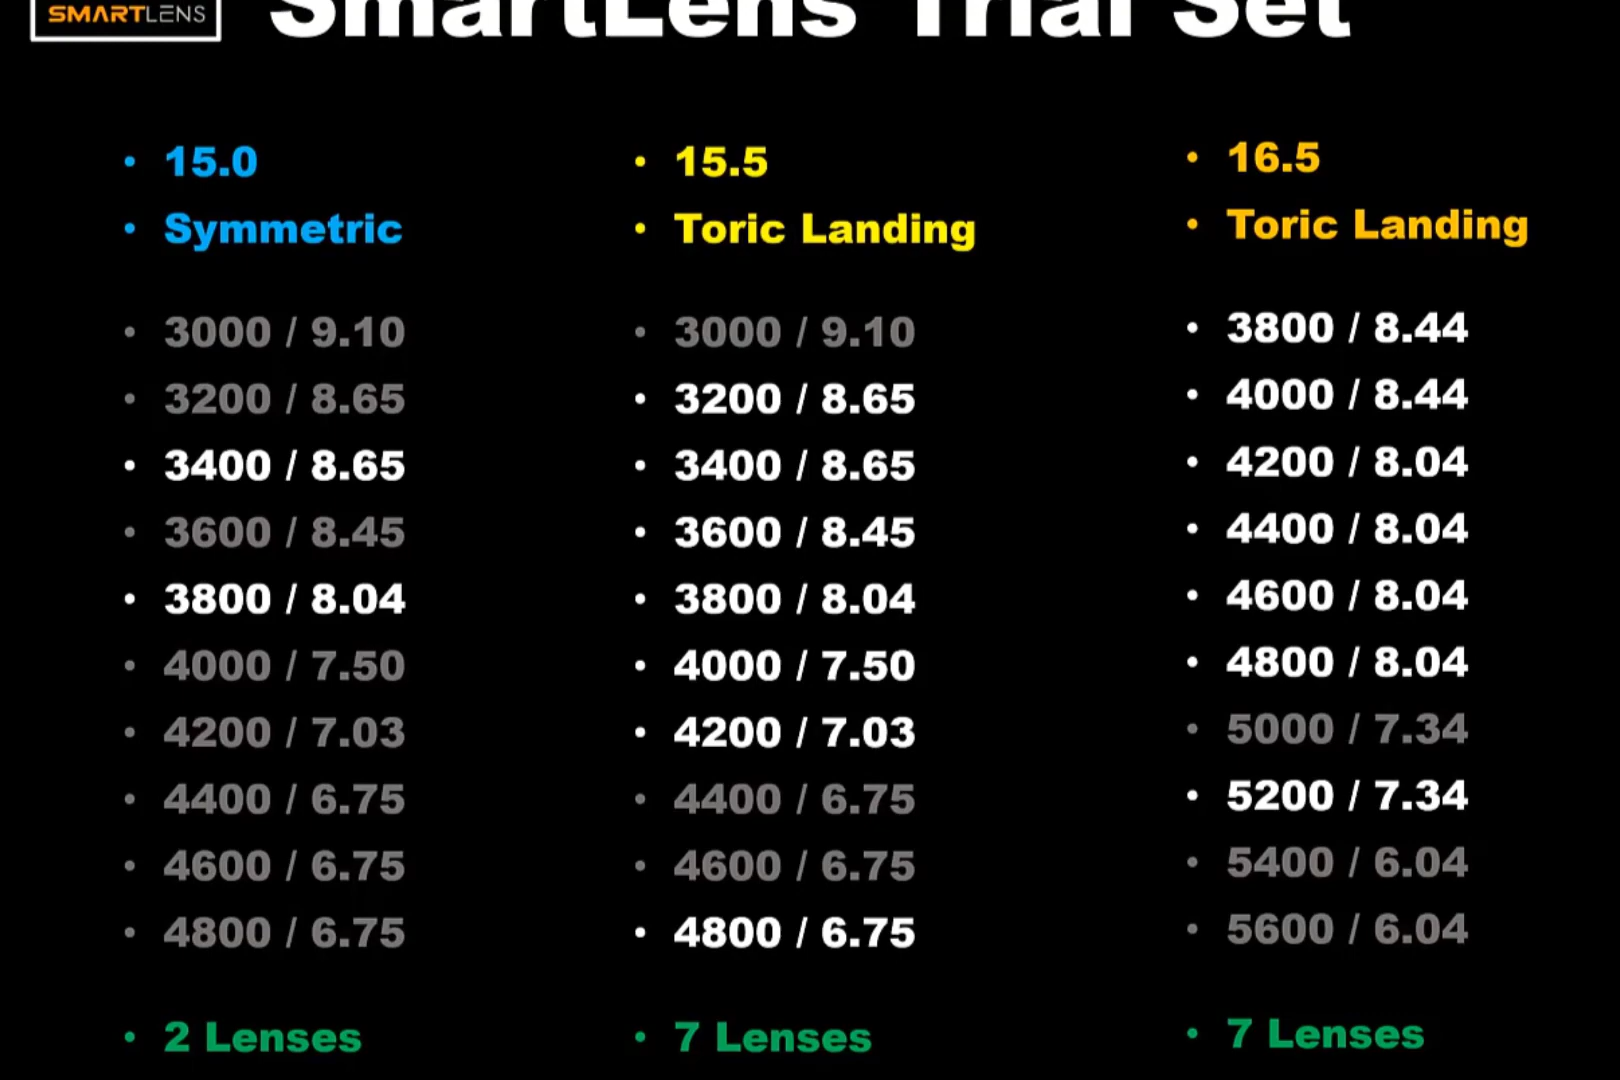 SMARTLENS
SmartLens Trial Set
• 15.0
• Symmetric
• 3000 / 9.10
• 3200 / 8.65
• 3400 / 8.65
• 3600 / 8.45
• 3800 / 8.04
• 4000 / 7.50
• 4200 / 7.03
• 4400 / 6.75
• 4600 / 6.75
• 4800 / 6.75
• 2 Lenses
• 15.5
• Toric Landing
• 3000 / 9.10
• 3200 / 8.65
• 3400 / 8.65
• 3600 / 8.45
• 3800 / 8.04
• 4000 / 7.50
• 4200 / 7.03
• 4400 / 6.75
• 4600 / 6.75
• 4800 / 6.75
• 7 Lenses
• 16.5
• Toric Landing
• 3800 / 8.44
• 4000 / 8.44
• 4200 / 8.04
• 4400 / 8.04
• 4600 / 8.04
• 4800 / 8.04
• 5000 / 7.34
• 5200 / 7.34
• 5400 / 6.04
• 5600 / 6.04
• 7 Lenses